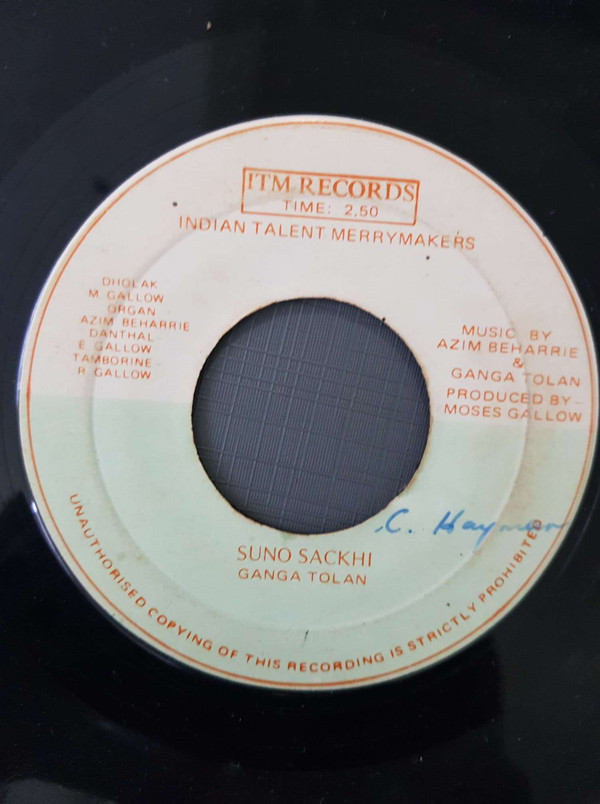 ITM RECORDS
TIME: 2.50
INDIAN TALENT MERRYMAKERS
DHOLAK
M. GALLOW
ORGAN
AZIM BEHARRIE
DANTHAL
E. GALLOW
TAMBORINE-
R. GALLOW
MUSIC BY
AZIM BEHARRIE
&
GANGA TOLAN
PRODUCED BY-
MOSES GALLOW
C. Haynes
SUNO SACKHI
GANGA TOLAN
UNAUTHORISED COPYING OF THIS RECORDING IS STRICTLY PROHIBITED